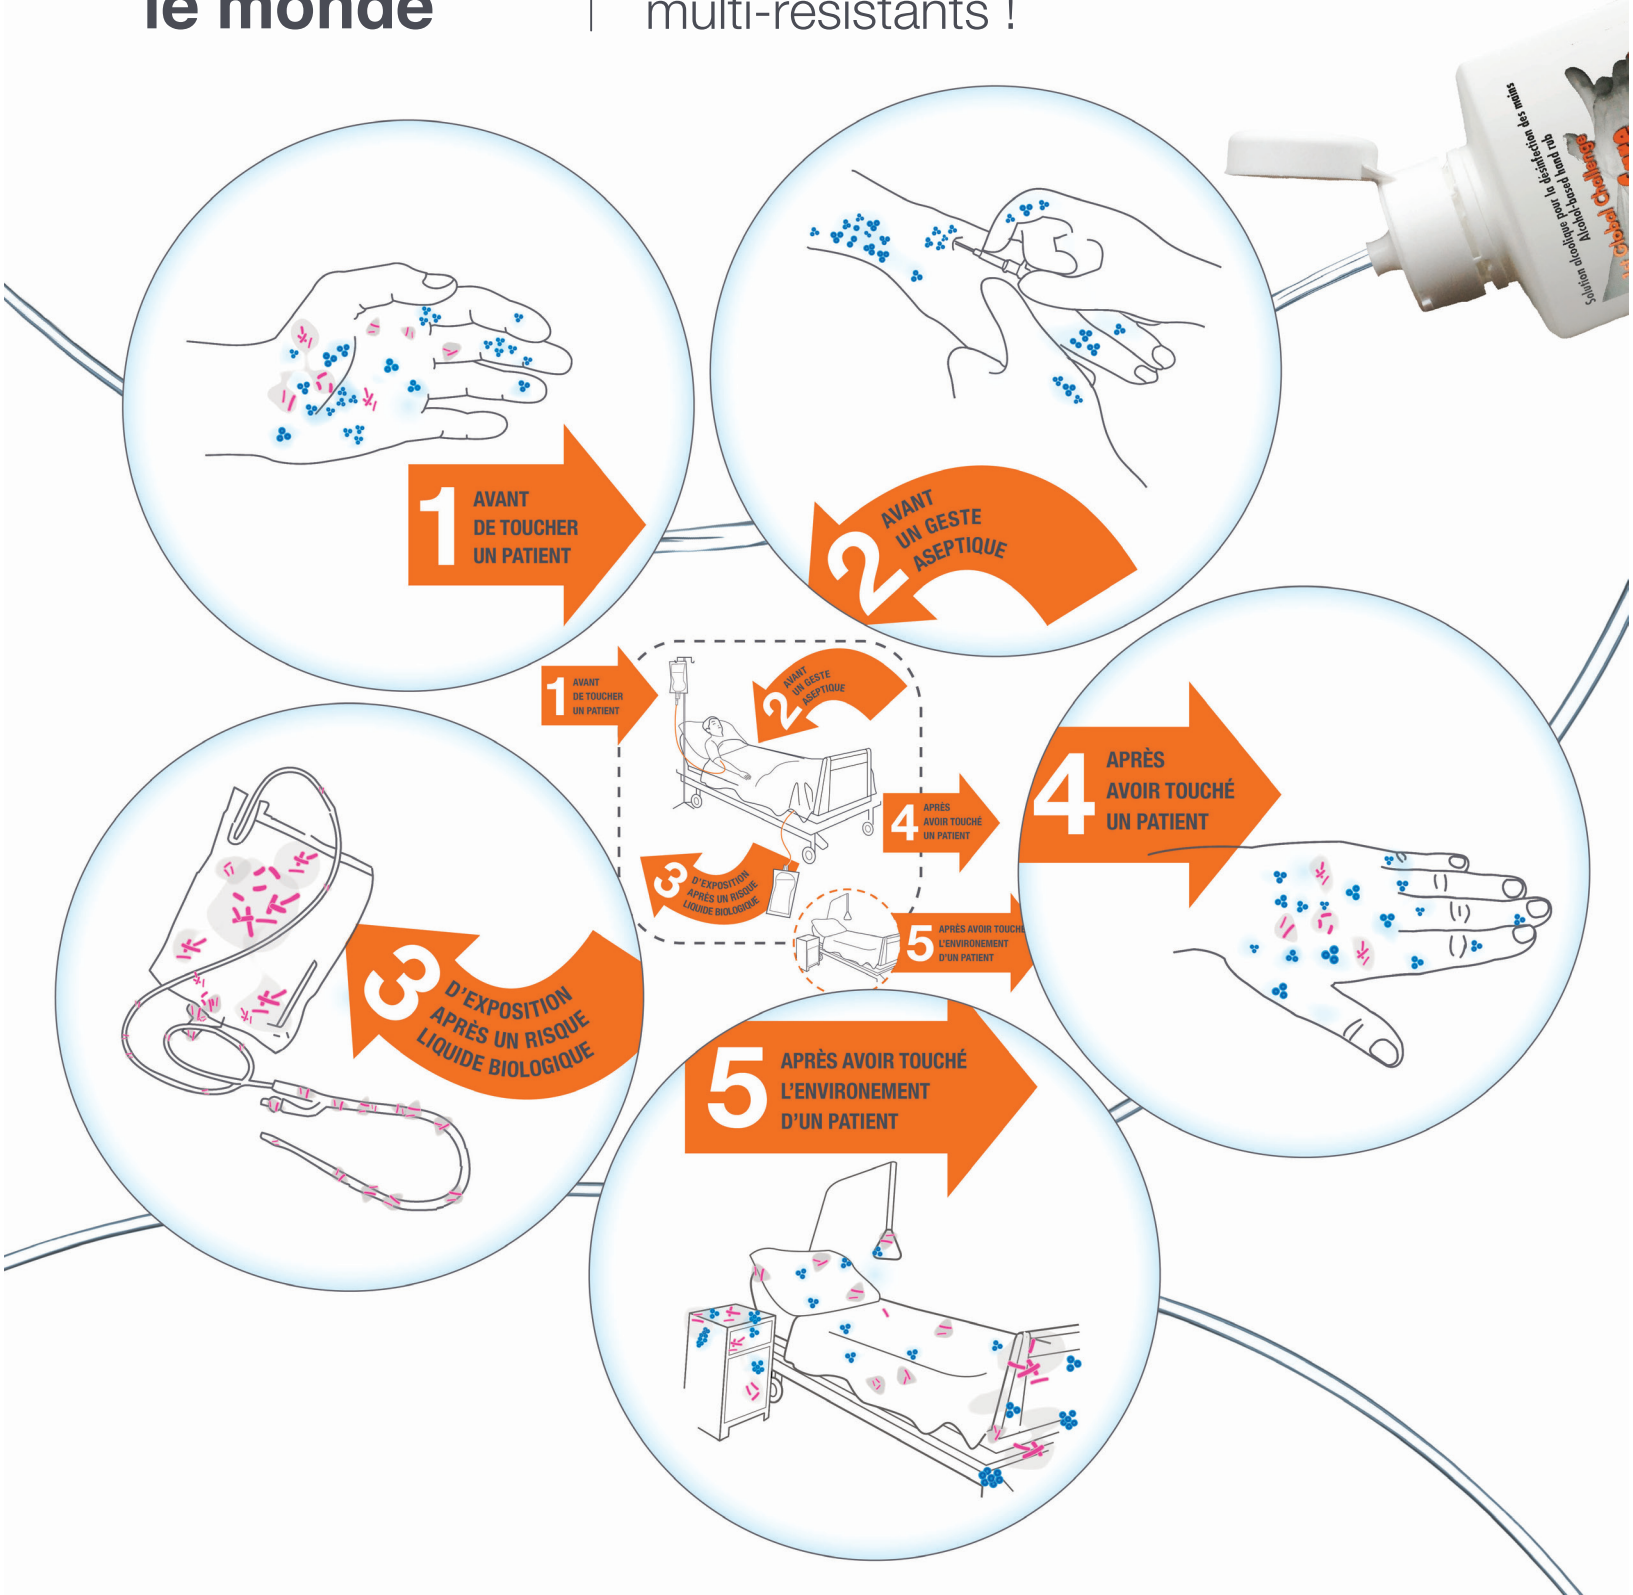 le monde
multi-résistants !
Solution alcoolique pour la désinfection des mains
Alcohol-based hand rub
Global Challenge
1
AVANT
DE TOUCHER
UN PATIENT
2
AVANT
UN GESTE
ASEPTIQUE
1
AVANT
DE TOUCHER
UN PATIENT
2
AVANT
UN GESTE
ASEPTIQUE
4
APRÈS
AVOIR TOUCHÉ
UN PATIENT
3
D'EXPOSITION
APRÈS UN RISQUE
LIQUIDE BIOLOGIQUE
5
APRÈS AVOIR TOUCH
L'ENVIRONEMENT
D'UN PATIENT
4
APRÈS
AVOIR TOUCHÉ
UN PATIENT
3
D'EXPOSITION
APRÈS UN RISQUE
LIQUIDE BIOLOGIQUE
5
APRÈS AVOIR TOUCHÉ
L'ENVIRONEMENT
D'UN PATIENT